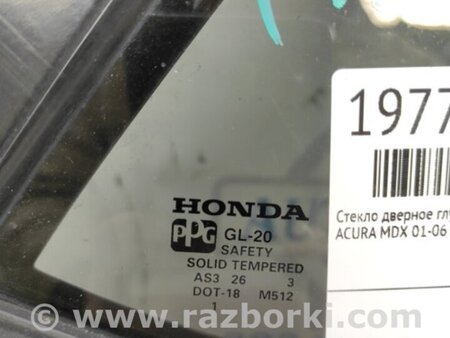 HONDA
PPG GL-20
SAFETY
SOLID TEMPERED
AS3 26 3
DOT-18 M512
1
1977
Стекло дверное
ACURA MDX 01-06
www.razborki.com